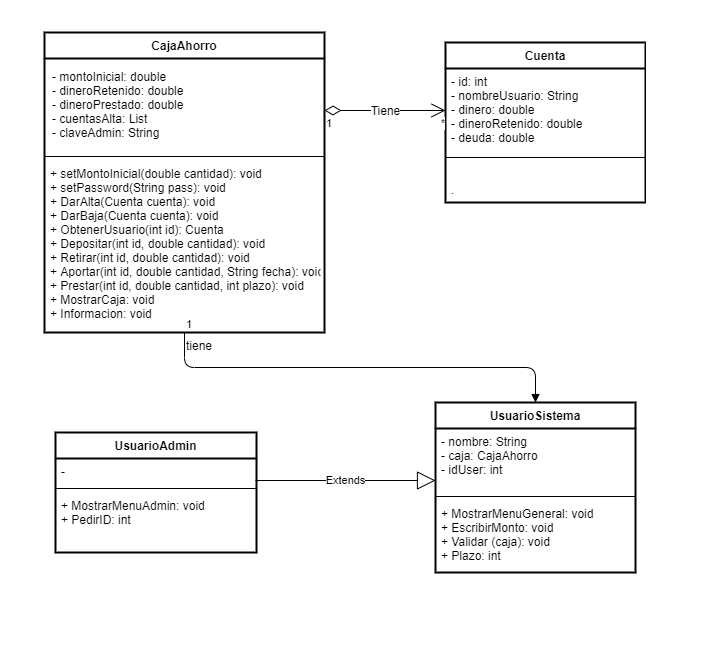 CajaAhorro
- montoInicial: double
- dineroRetenido: double
- dineroPrestado: double
- cuentasAlta: List
- claveAdmin: String
+ setMontoInicial(double cantidad): void
+ setPassword(String pass): void
+ DarAlta(Cuenta cuenta): void
+ DarBaja(Cuenta cuenta): void
+ ObtenerUsuario(int id): Cuenta
+ Depositar(int id, double cantidad): void
+ Retirar(int id, double cantidad): void
+ Aportar(int id, double cantidad, String fecha): voi
+ Prestar(int id, double cantidad, int plazo): void
+ MostrarCaja: void
+ Informacion: void
1
Tiene
*
Cuenta
- id: int
- nombreUsuario: String
- dinero: double
- dineroRetenido: double
- deuda: double
.
1
tiene
UsuarioAdmin
-
+ MostrarMenuAdmin: void
+ PedirID: int
Extends
UsuarioSistema
- nombre: String
- caja: CajaAhorro
- idUser: int
+ MostrarMenuGeneral: void
+ EscribirMonto: void
+ Validar (caja): void
+ Plazo: int